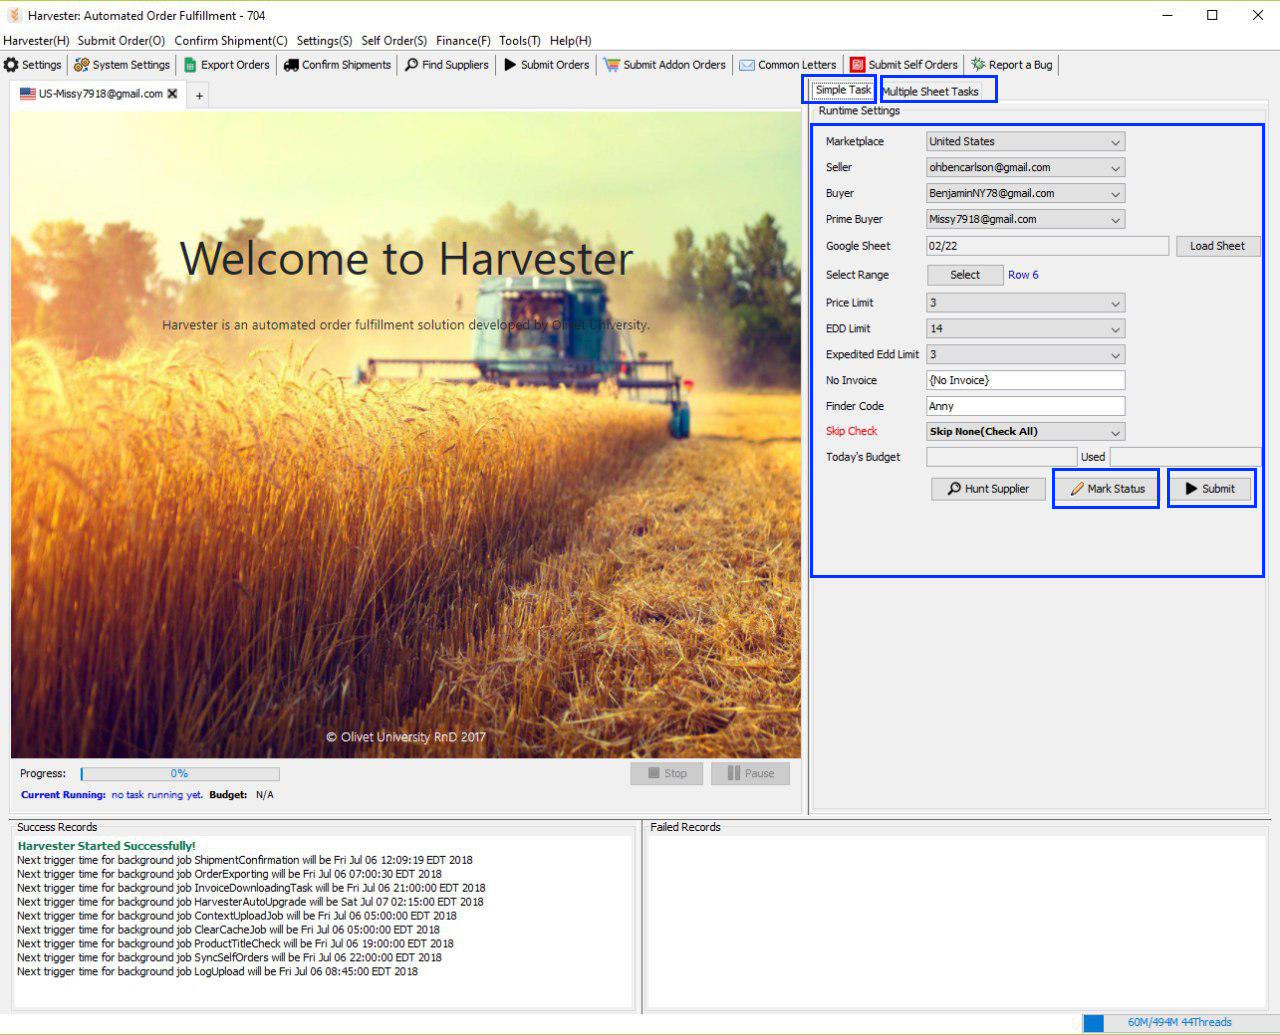 Harvester: Automated Order Fulfillment - 704
Harvester(H) Submit Order(O) Confirm Shipment(C) Settings(S) Self Order(S) Finance(F) Tools(T) Help(H)
Settings System Settings Export Orders Confirm Shipments Find Suppliers Submit Orders Submit Addon Orders Common Letters Submit Self Orders Report a Bug
US-Missy7918@gmail.com +
Welcome to Harvester
Harvester is an automated order fulfillment solution developed by Olivet University.
© Olivet University RnD 2017
Progress: 0% Stop Pause
Current Running: no task running yet. Budget: N/A
Simple Task Multiple Sheet Tasks
Runtime Settings
Marketplace United States
Seller ohbencarlson@gmail.com
Buyer BenjaminNY78@gmail.com
Prime Buyer Missy7918@gmail.com
Google Sheet 02/22 Load Sheet
Select Range Select Row 6
Price Limit 3
EDD Limit 14
Expedited Edd Limit 3
No Invoice {No Invoice}
Finder Code Anny
Skip Check Skip None(Check All)
Today's Budget Used
Hunt Supplier Mark Status Submit
Success Records
Harvester Started Successfully!
Next trigger time for background job ShipmentConfirmation will be Fri Jul 06 12:09:19 EDT 2018
Next trigger time for background job OrderExporting will be Fri Jul 06 07:00:30 EDT 2018
Next trigger time for background job InvoiceDownloadingTask will be Fri Jul 06 21:00:00 EDT 2018
Next trigger time for background job HarvesterAutoUpgrade will be Sat Jul 07 02:15:00 EDT 2018
Next trigger time for background job ContextUploadJob will be Fri Jul 06 05:00:00 EDT 2018
Next trigger time for background job ClearCacheJob will be Fri Jul 06 05:00:00 EDT 2018
Next trigger time for background job ProductTitleCheck will be Fri Jul 06 19:00:00 EDT 2018
Next trigger time for background job SyncSelfOrders will be Fri Jul 06 22:00:00 EDT 2018
Next trigger time for background job LogUpload will be Fri Jul 06 08:45:00 EDT 2018
Failed Records
60M/494M 44Threads